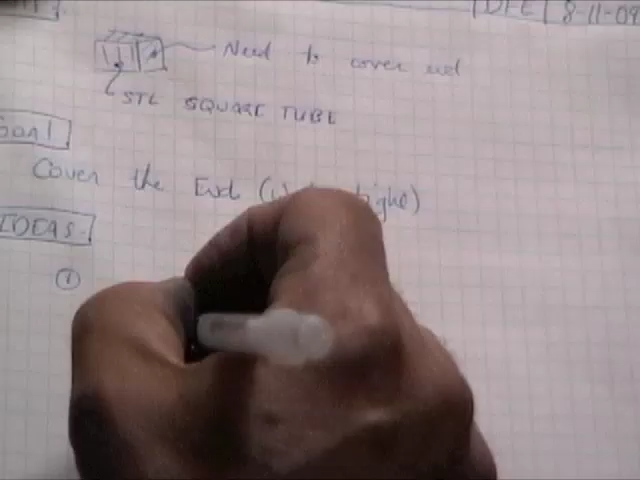 DFE 8-11-09
Need to cover end
STL SQUARE TUBE
Goal
Cover the End (
IDEAS
①